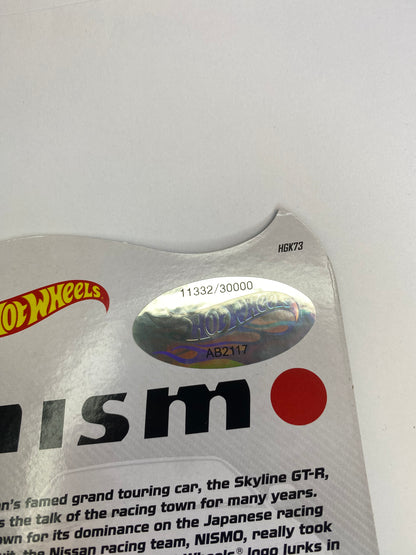 HGK73
11332/30000
HOT WHEELS
AB2117
HOT WHEELS
nism
famed grand touring car, the Skyline GT-R,
the talk of the racing town for many years.
for its dominance on the Japanese racing
the Nissan racing team, NISMO, really took
Wheels® logo lurks in